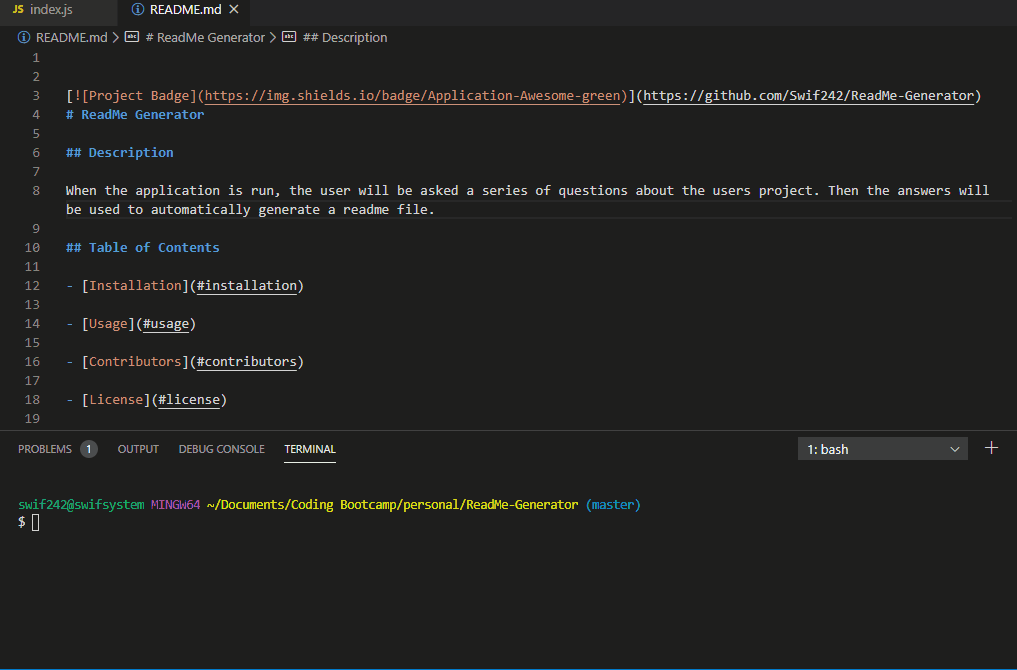 JS index.js README.md
README.md > # ReadMe Generator > ## Description
1
2
3 [![Project Badge](https://img.shields.io/badge/Application-Awesome-green)](https://github.com/Swif242/ReadMe-Generator)
4 # ReadMe Generator
5
6 ## Description
7
8 When the application is run, the user will be asked a series of questions about the users project. Then the answers will
be used to automatically generate a readme file.
9
10 ## Table of Contents
11
12 - [Installation](#installation)
13
14 - [Usage](#usage)
15
16 - [Contributors](#contributors)
17
18 - [License](#license)
19
PROBLEMS 1 OUTPUT DEBUG CONSOLE TERMINAL 1: bash
swif242@swifsystem MINGW64 ~/Documents/Coding Bootcamp/personal/ReadMe-Generator (master)
$